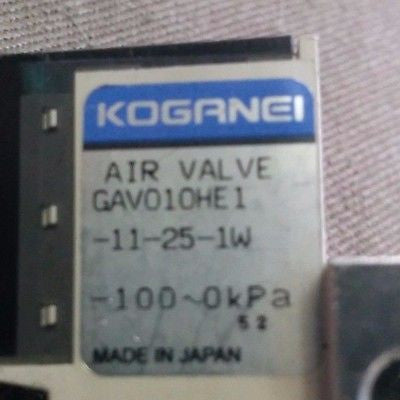 KOGANEI
AIR VALVE
GAV010HE1
-11-25-1W
-100~0kPa
52
MADE IN JAPAN